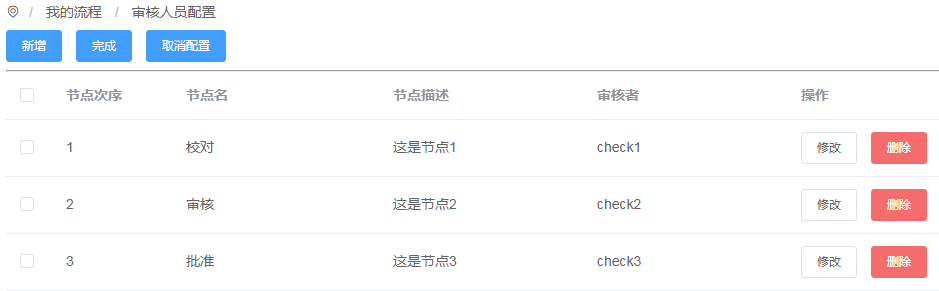 / 我的流程 / 审核人员配置
新增 完成 取消配置
节点次序 节点名 节点描述 审核者 操作
1 校对 这是节点1 check1 修改 删除
2 审核 这是节点2 check2 修改 删除
3 批准 这是节点3 check3 修改 删除